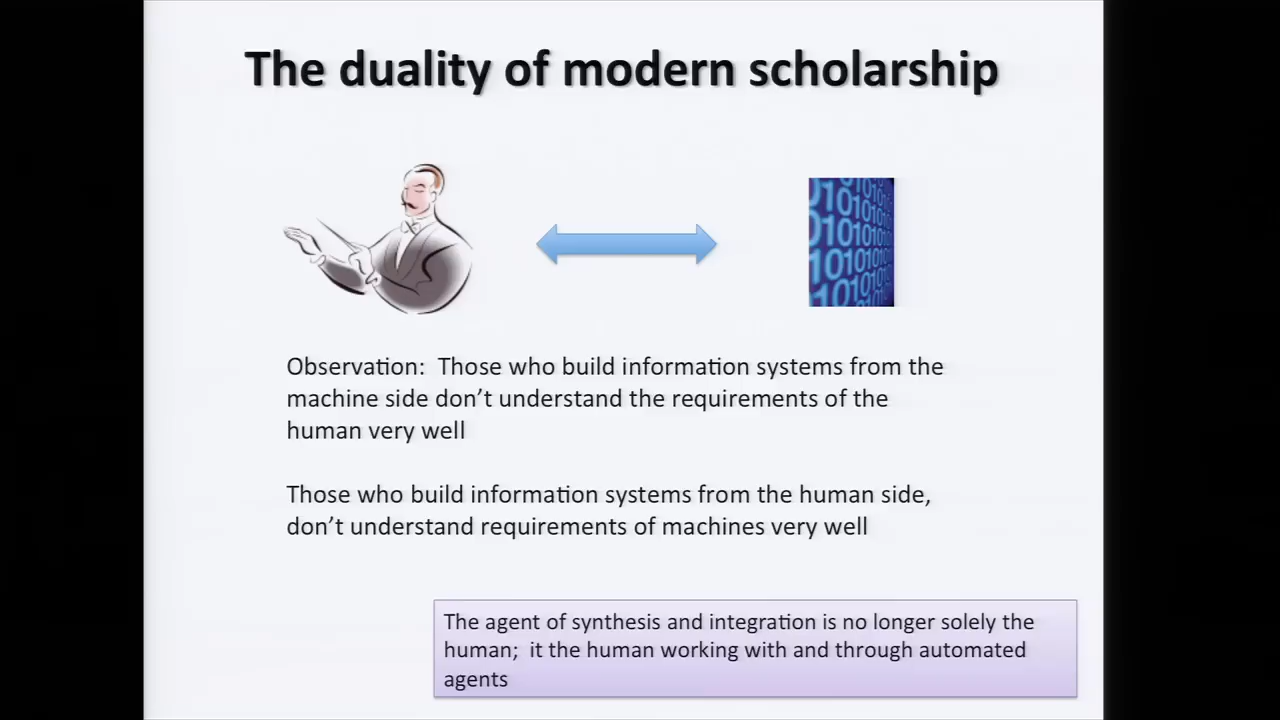 The duality of modern scholarship
Observation: Those who build information systems from the
machine side don't understand the requirements of the
human very well
Those who build information systems from the human side,
don't understand requirements of machines very well
The agent of synthesis and integration is no longer solely the
human; it the human working with and through automated
agents